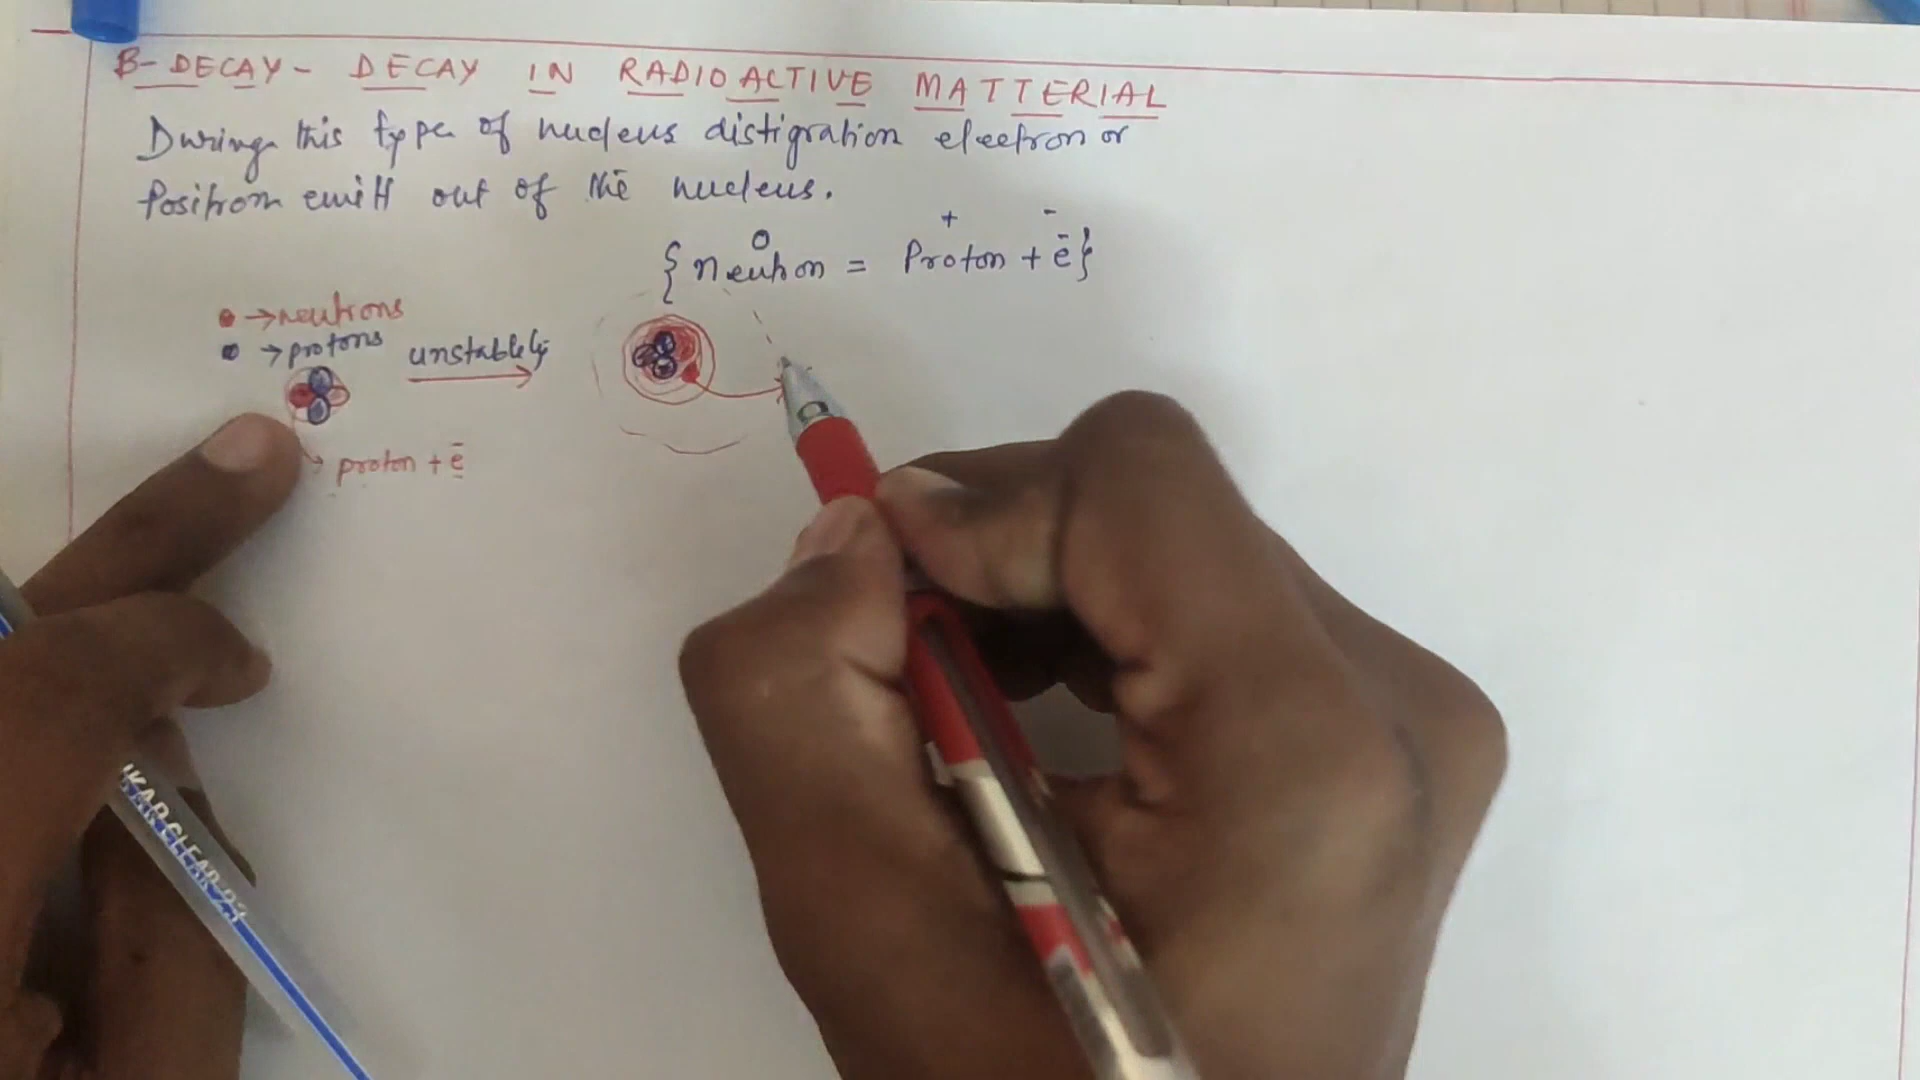 B-DECAY- DECAY IN RADIOACTIVE MATTERIAL
During this type of nucleus distigration electron or
Positron emitt out of the nucleus.
+ -
0
{neutron = Proton + ē}
→neutrons
→protons
unstablely
proton + ē